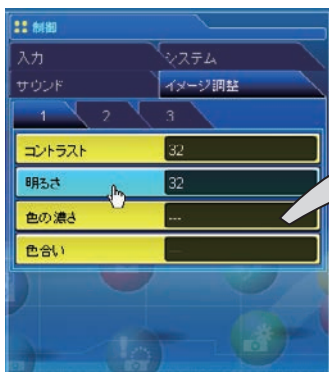 制御
入力 システム
サウンド イメージ調整
1 2 3
コントラスト 32
明るさ 32
色の濃さ ---
色合い ---